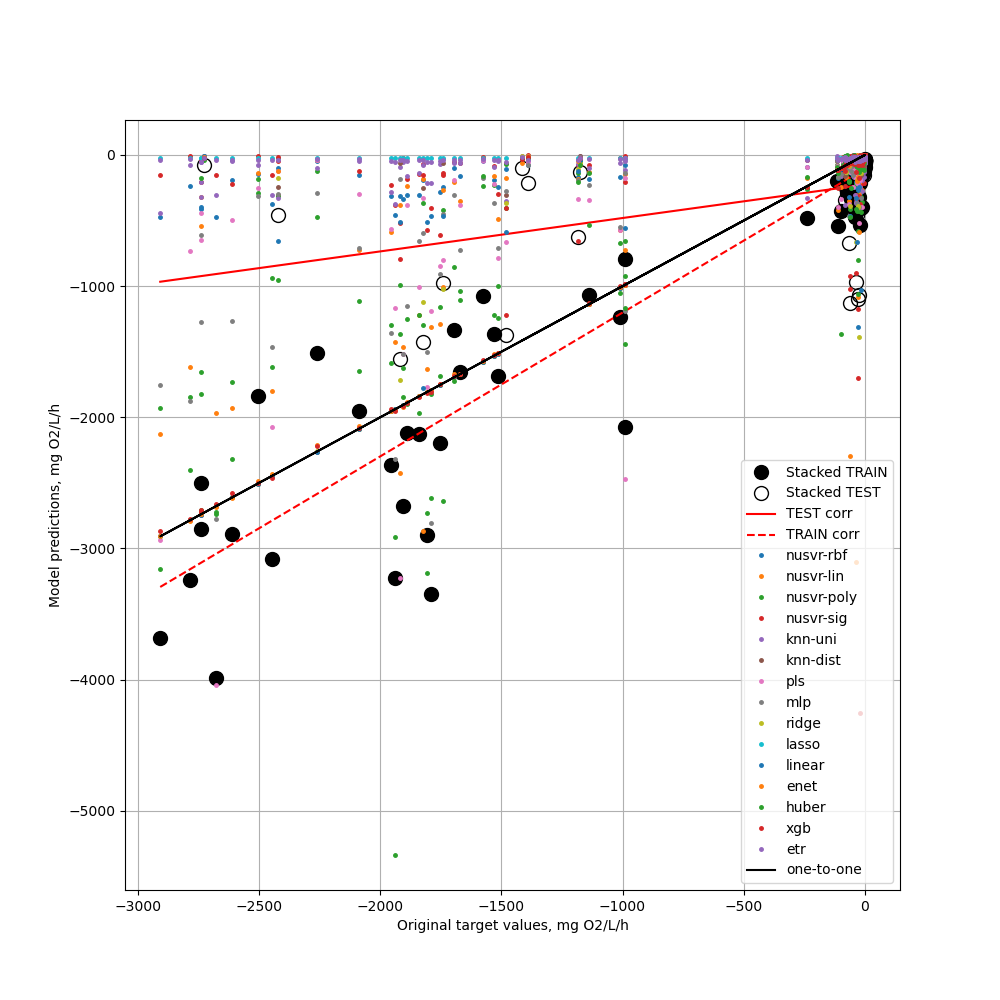 0
−1000
−2000
−3000
−4000
−5000
Model predictions, mg O2/L/h
−3000 −2500 −2000 −1500 −1000 −500 0
Original target values, mg O2/L/h
Stacked TRAIN
Stacked TEST
TEST corr
TRAIN corr
nusvr-rbf
nusvr-lin
nusvr-poly
nusvr-sig
knn-uni
knn-dist
pls
mlp
ridge
lasso
linear
enet
huber
xgb
etr
one-to-one